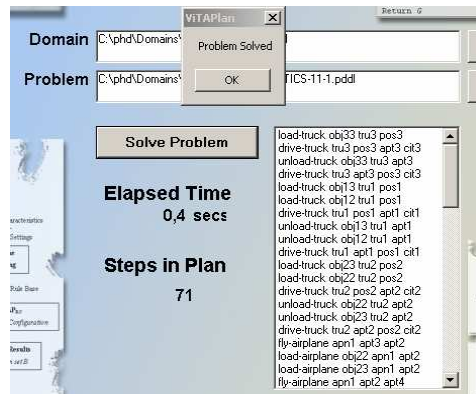 Return G
ViTAPlan
Domain C:\phd\Domains\
Problem Solved
OK
Problem C:\phd\Domains\ TICS-11-1.pddl
Solve Problem
Elapsed Time
0,4 secs
Steps in Plan
71
load-truck obj33 tru3 pos3
drive-truck tru3 pos3 apt3 cit3
unload-truck obj33 tru3 apt3
drive-truck tru3 apt3 pos3 cit3
load-truck obj13 tru1 pos1
load-truck obj12 tru1 pos1
drive-truck tru1 pos1 apt1 cit1
unload-truck obj13 tru1 apt1
unload-truck obj12 tru1 apt1
drive-truck tru1 apt1 pos1 cit1
load-truck obj23 tru2 pos2
load-truck obj22 tru2 pos2
drive-truck tru2 pos2 apt2 cit2
unload-truck obj22 tru2 apt2
unload-truck obj23 tru2 apt2
drive-truck tru2 apt2 pos2 cit2
fly-airplane apn1 apt3 apt2
load-airplane obj22 apn1 apt2
load-airplane obj23 apn1 apt2
fly-airplane apn1 apt2 apt4
Settings
Rule Base
Configuration
Results
n set B